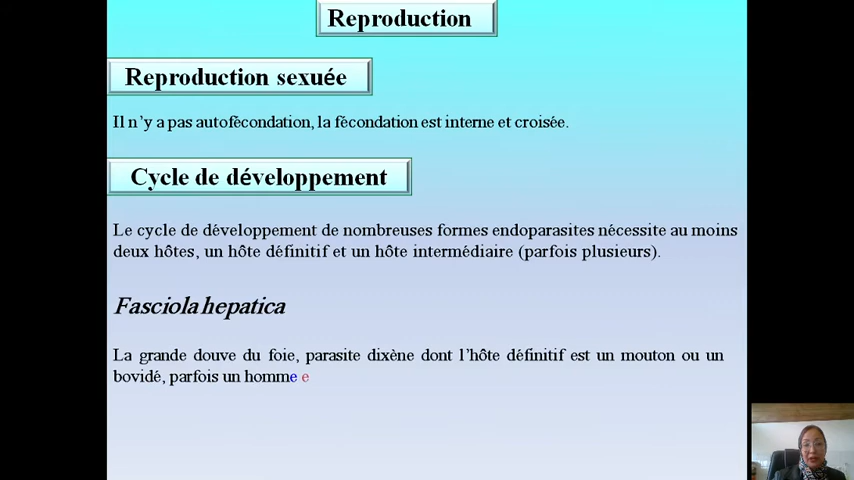 Reproduction
Reproduction sexuée
Il n'y a pas autofécondation, la fécondation est interne et croisée.
Cycle de développement
Le cycle de développement de nombreuses formes endoparasites nécessite au moins
deux hôtes, un hôte définitif et un hôte intermédiaire (parfois plusieurs).
Fasciola hepatica
La grande douve du foie, parasite dixène dont l'hôte définitif est un mouton ou un
bovidé, parfois un homme e